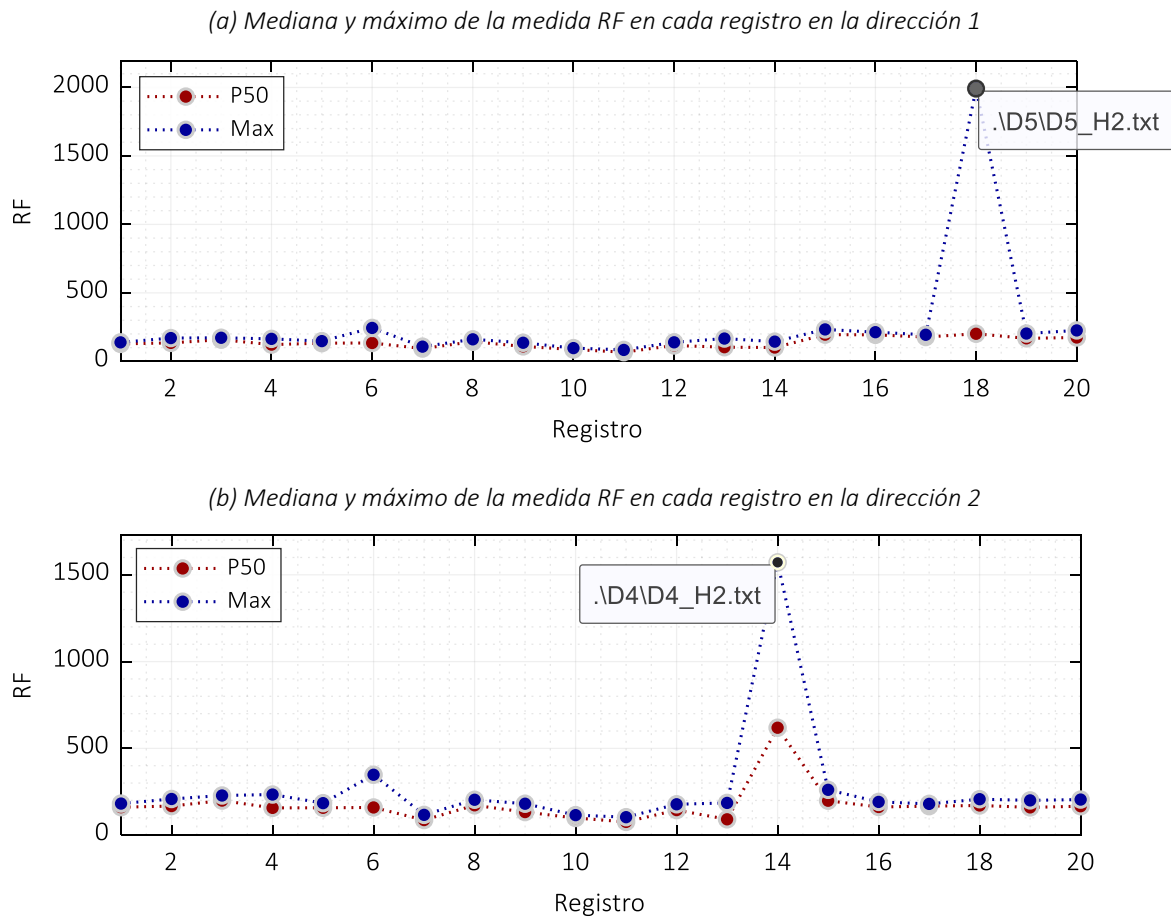 (a) Mediana y máximo de la medida RF en cada registro en la dirección 1
2000
1500
1000
500
0
RF
P50
Max
.\D5\D5_H2.txt
2 4 6 8 10 12 14 16 18 20
Registro
(b) Mediana y máximo de la medida RF en cada registro en la dirección 2
1500
1000
500
0
RF
P50
Max
.\D4\D4_H2.txt
2 4 6 8 10 12 14 16 18 20
Registro